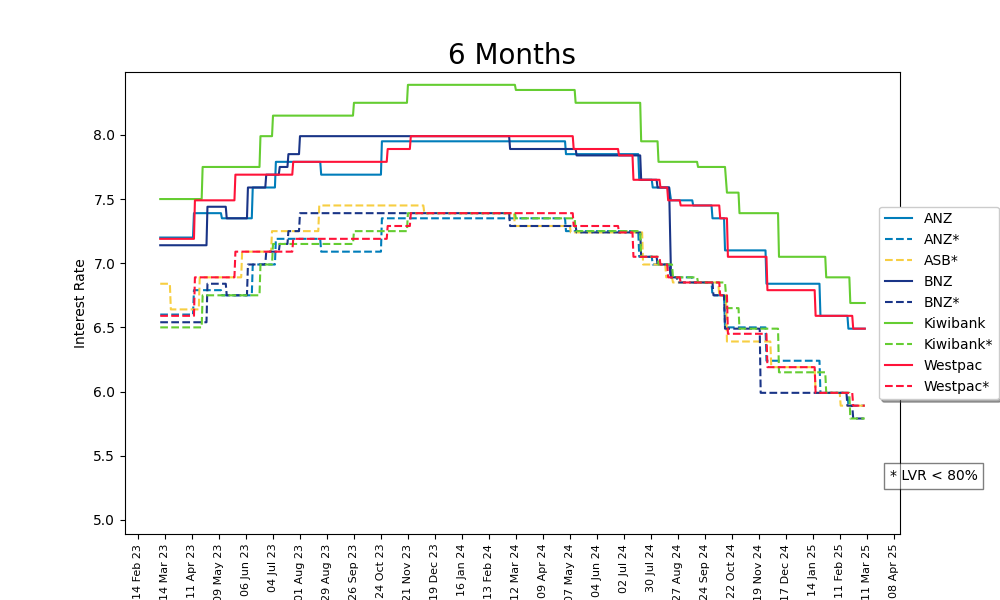 6 Months
Interest Rate
8.0
7.5
7.0
6.5
6.0
5.5
5.0
14 Feb 23
14 Mar 23
11 Apr 23
09 May 23
06 Jun 23
04 Jul 23
01 Aug 23
29 Aug 23
26 Sep 23
24 Oct 23
21 Nov 23
19 Dec 23
16 Jan 24
13 Feb 24
12 Mar 24
09 Apr 24
07 May 24
04 Jun 24
02 Jul 24
30 Jul 24
27 Aug 24
24 Sep 24
22 Oct 24
19 Nov 24
17 Dec 24
14 Jan 25
11 Feb 25
11 Mar 25
08 Apr 25
ANZ
ANZ*
ASB*
BNZ
BNZ*
Kiwibank
Kiwibank*
Westpac
Westpac*
* LVR < 80%